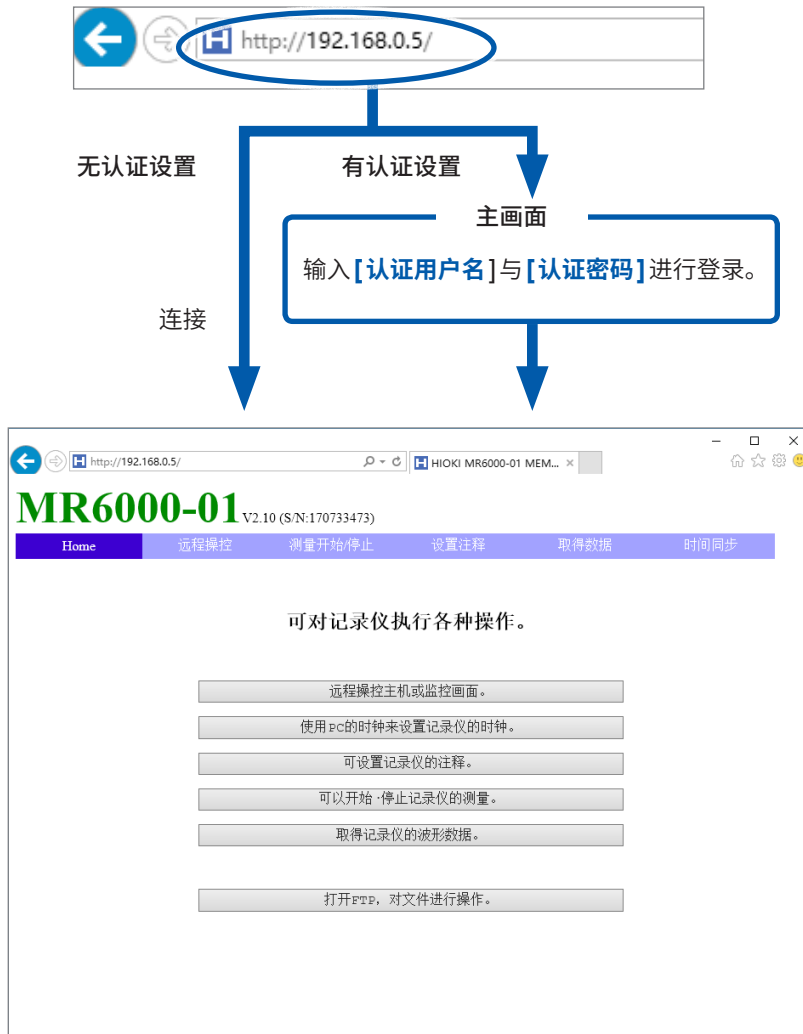 http://192.168.0.5/
无认证设置
有认证设置
主画面
输入[认证用户名]与[认证密码]进行登录。
连接
http://192.168.0.5/
HIOKI MR6000-01 MEM...
MR6000-01 V2.10 (S/N:170733473)
Home 远程操控 测量开始/停止 设置注释 取得数据 时间同步
可对记录仪执行各种操作。
远程操控主机或监控画面。
使用PC的时钟来设置记录仪的时钟。
可设置记录仪的注释。
可以开始·停止记录仪的测量。
取得记录仪的波形数据。
打开FTP，对文件进行操作。